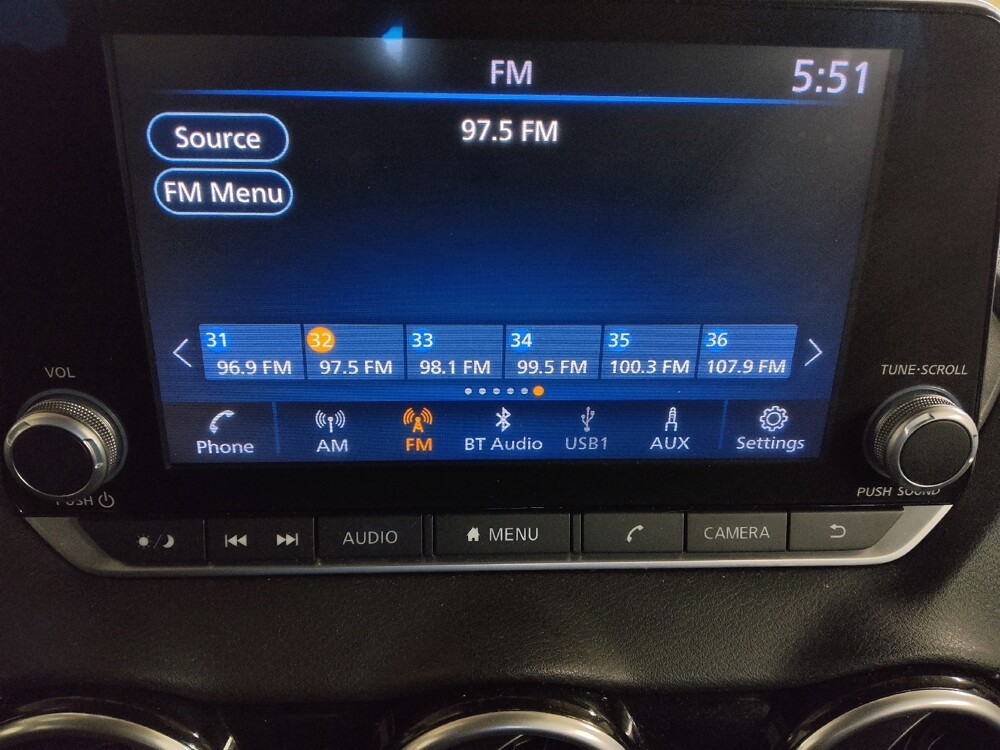 FM
5:51
Source
97.5 FM
FM Menu
31 32 33 34 35 36
96.9 FM 97.5 FM 98.1 FM 99.5 FM 100.3 FM 107.9 FM
VOL
TUNE·SCROLL
Phone AM FM BT Audio USB1 AUX Settings
PUSH
PUSH SOUND
AUDIO MENU CAMERA